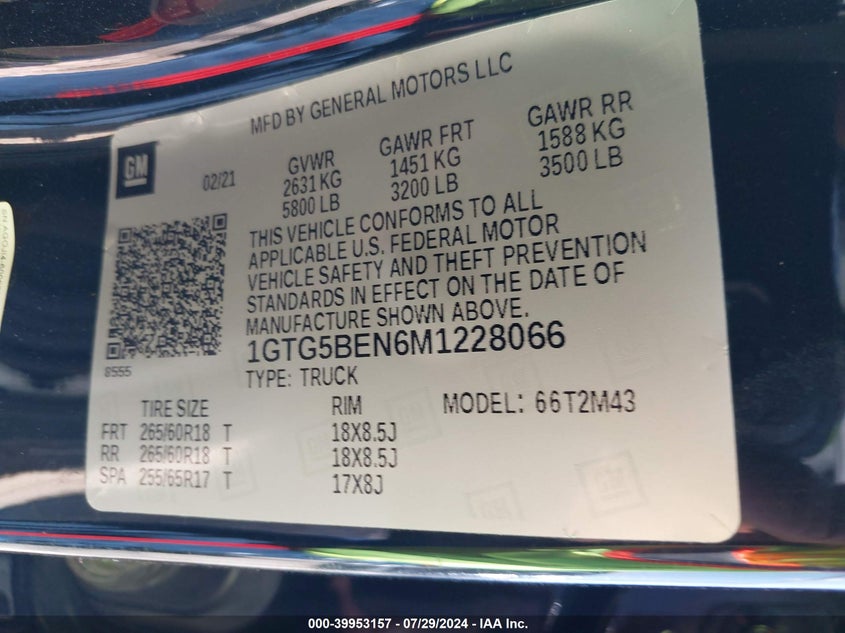 MFD BY GENERAL MOTORS LLC
GM
02/21
GVWR
2631 KG
5800 LB
GAWR FRT
1451 KG
3200 LB
GAWR RR
1588 KG
3500 LB
THIS VEHICLE CONFORMS TO ALL
APPLICABLE U.S. FEDERAL MOTOR
VEHICLE SAFETY AND THEFT PREVENTION
STANDARDS IN EFFECT ON THE DATE OF
MANUFACTURE SHOWN ABOVE.
1GTG5BEN6M1228066
8555
TYPE: TRUCK
TIRE SIZE RIM MODEL: 66T2M43
FRT 265/60R18 T 18X8.5J
RR 265/60R18 T 18X8.5J
SPA 255/65R17 T 17X8J
000-39953157 - 07/29/2024 - IAA Inc.